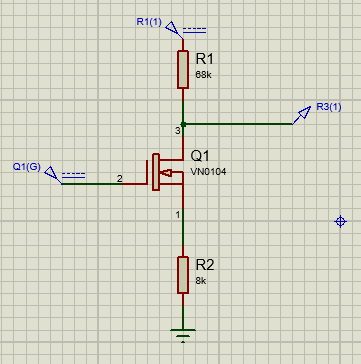 R1(1)
R1
68k
3
R3(1)
Q1
VN0104
Q1(G)
2
1
R2
8k